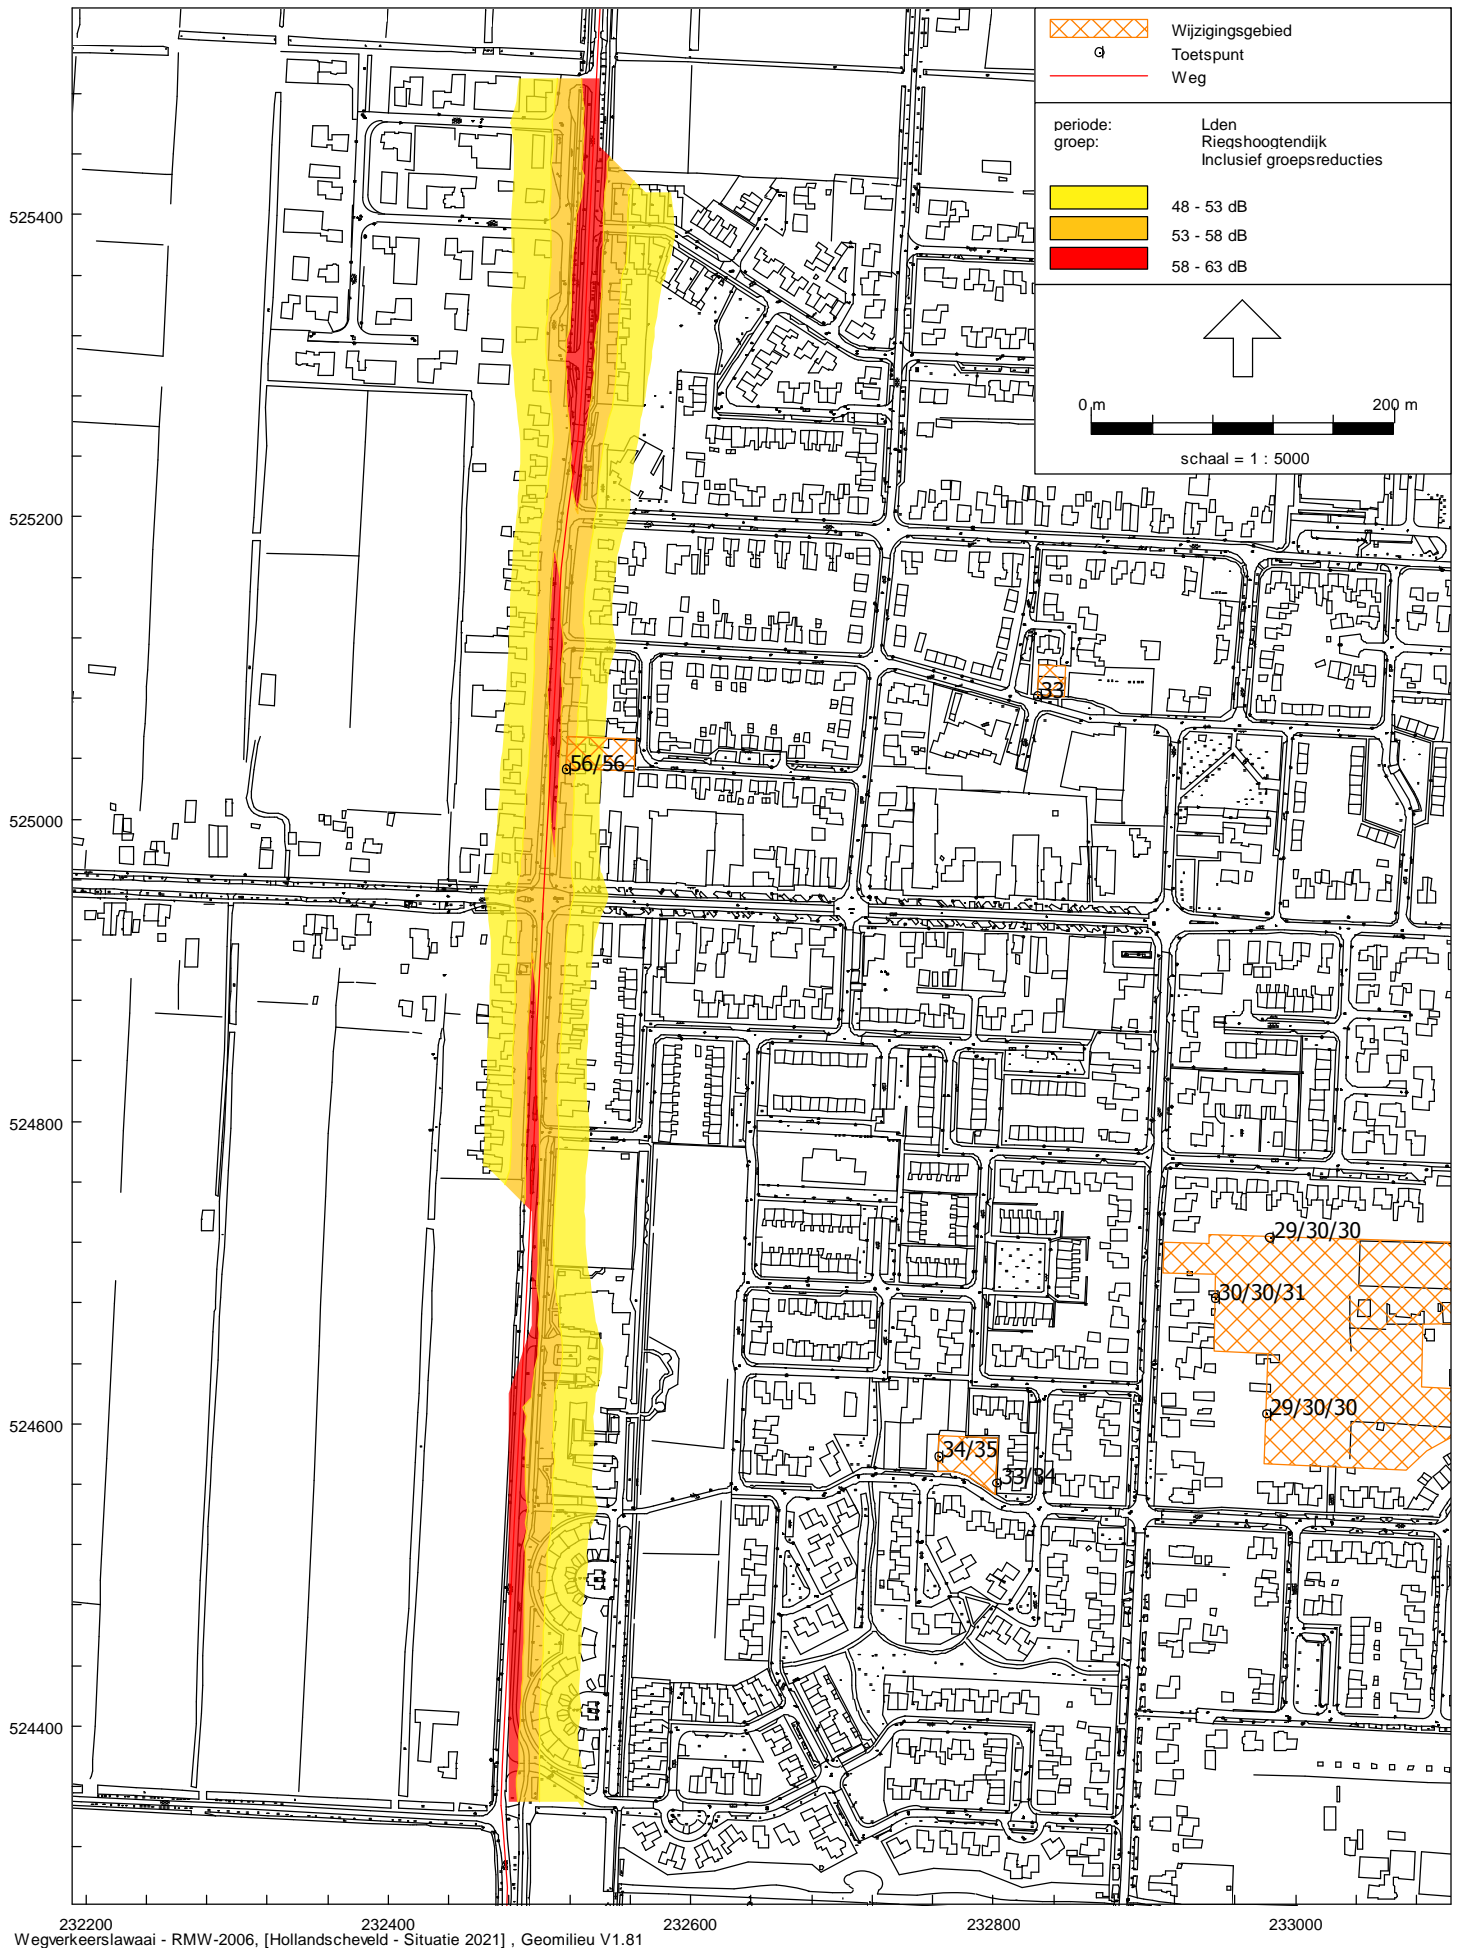 Wijzigingsgebied
Toetspunt
Weg
periode: Lden
groep: Riegshoogtendijk
Inclusief groepsreducties
48 - 53 dB
53 - 58 dB
58 - 63 dB
0 m 200 m
schaal = 1 : 5000
525400
525200
33
56/56
525000
524800
29/30/30
30/30/31
29/30/30
524600
34/35
33/34
524400
232200 232400 232600 232800 233000
Wegverkeerslawaai - RMW-2006, [Hollandscheveld - Situatie 2021] , Geomilieu V1.81